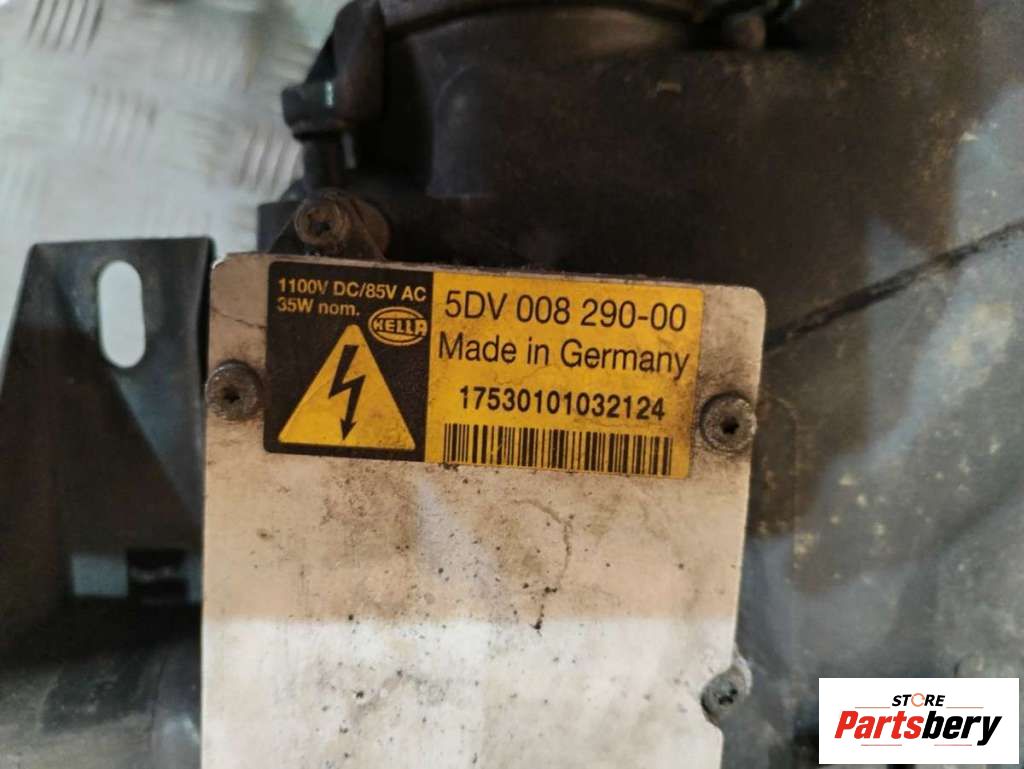 1100V DC/85V AC
35W nom.
HELLA
5DV 008 290-00
Made in Germany
17530101032124
STORE
Partsbery